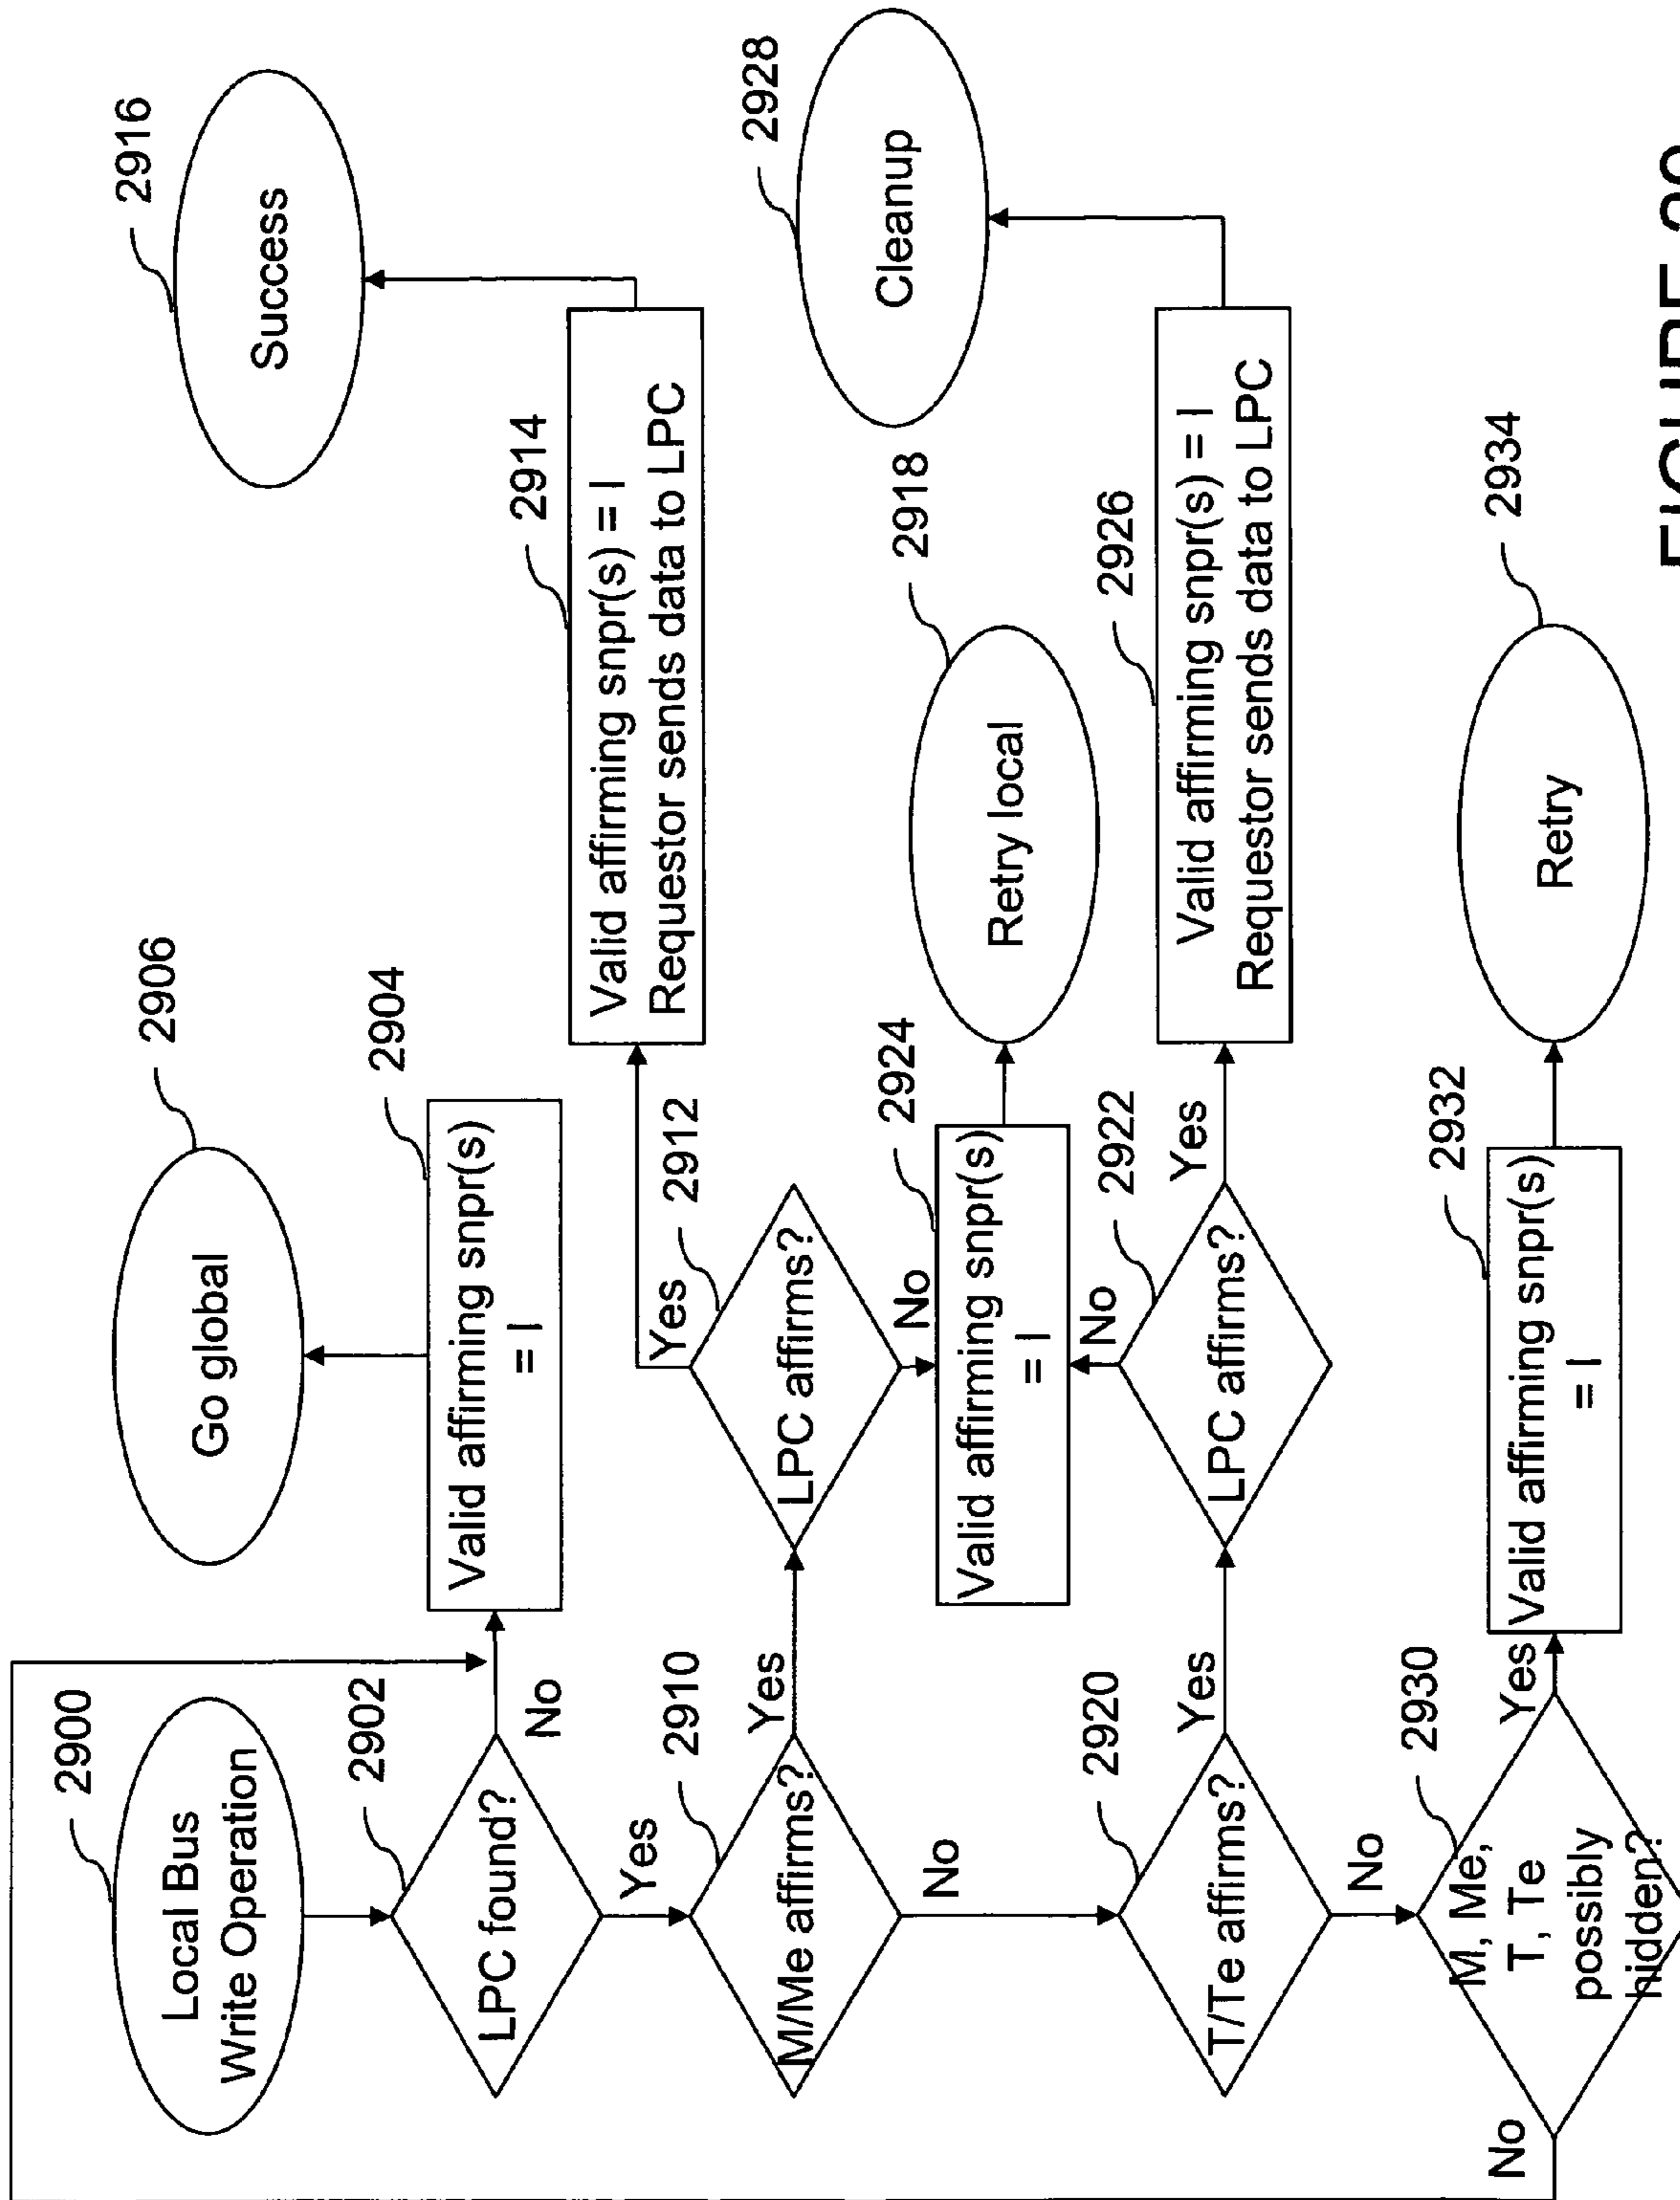 2900
Local Bus
Write Operation
2902
LPC found?
No
Yes
2904
Valid affirming snpr(s)
= I
2906
Go global
2910
M/Me affirms?
Yes
No
2912
LPC affirms?
Yes
No
2914
Valid affirming snpr(s) = I
Requestor sends data to LPC
2916
Success
2924
Valid affirming snpr(s)
= I
2918
Retry local
2920
T/Te affirms?
Yes
No
2922
LPC affirms?
Yes
No
2926
Valid affirming snpr(s) = I
Requestor sends data to LPC
2928
Cleanup
2930
M, Me,
T, Te
possibly
hidden?
Yes
No
2932
Valid affirming snpr(s)
= I
2934
Retry
FIGURE